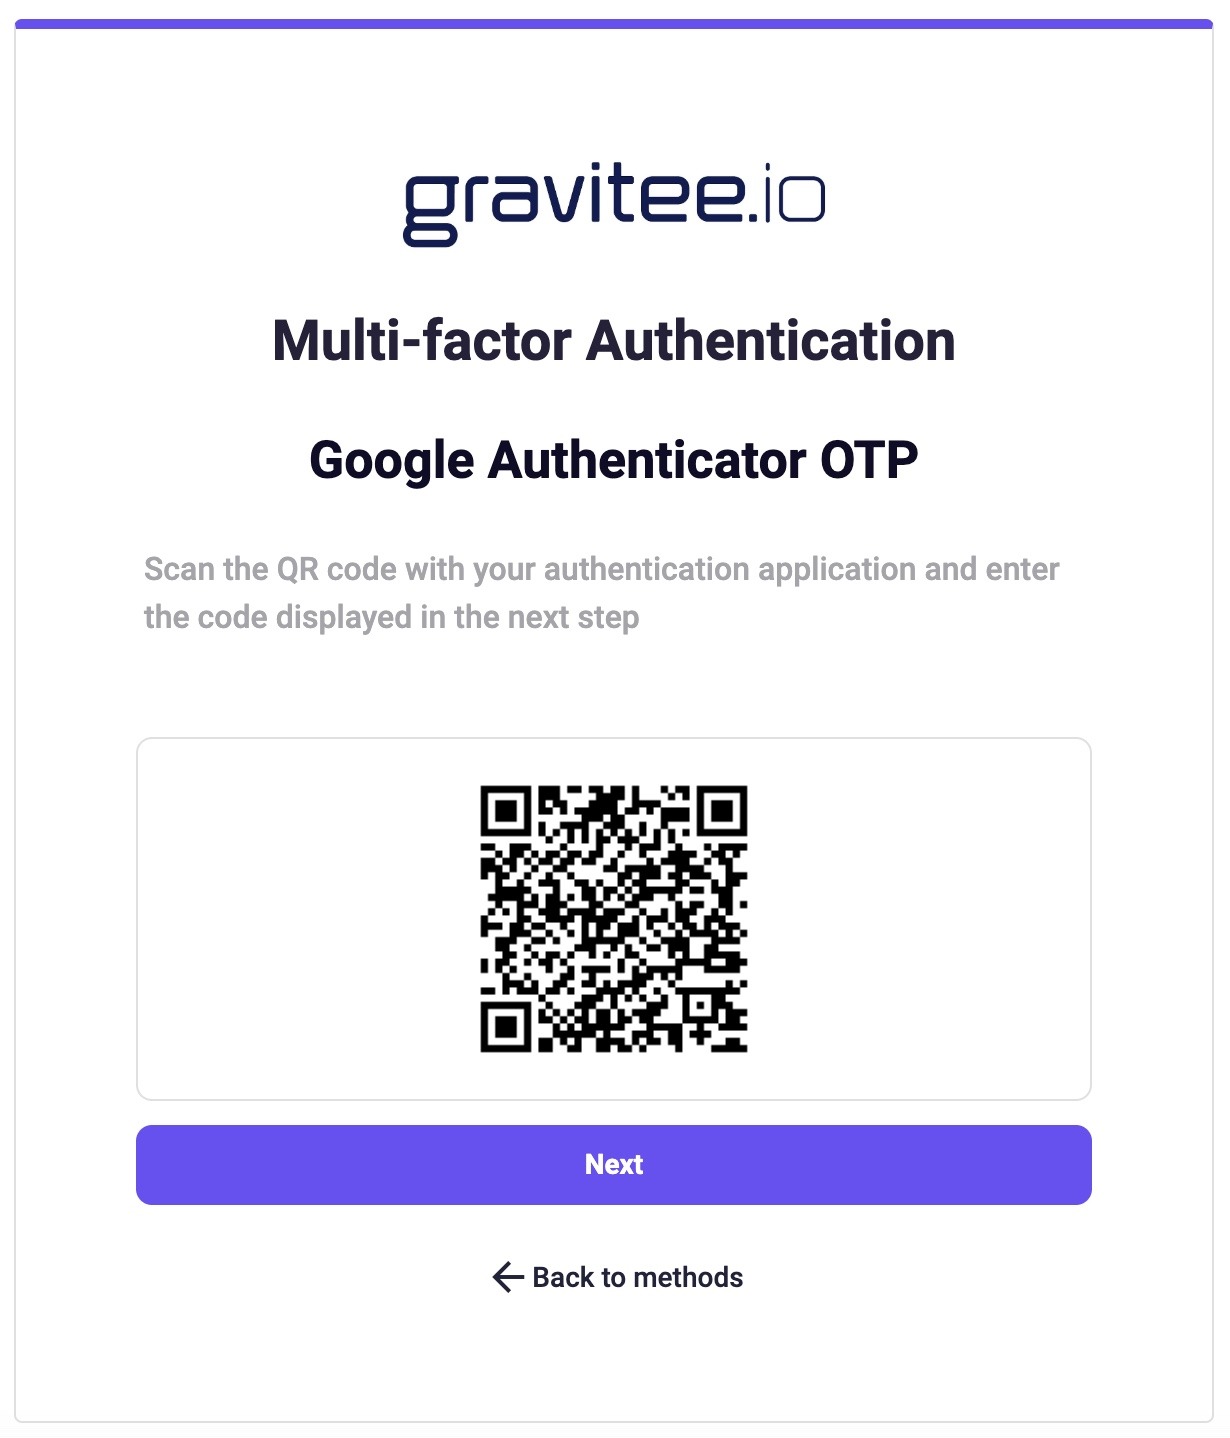 gravitee.io
Multi-factor Authentication
Google Authenticator OTP
Scan the QR code with your authentication application and enter
the code displayed in the next step
Next
Back to methods